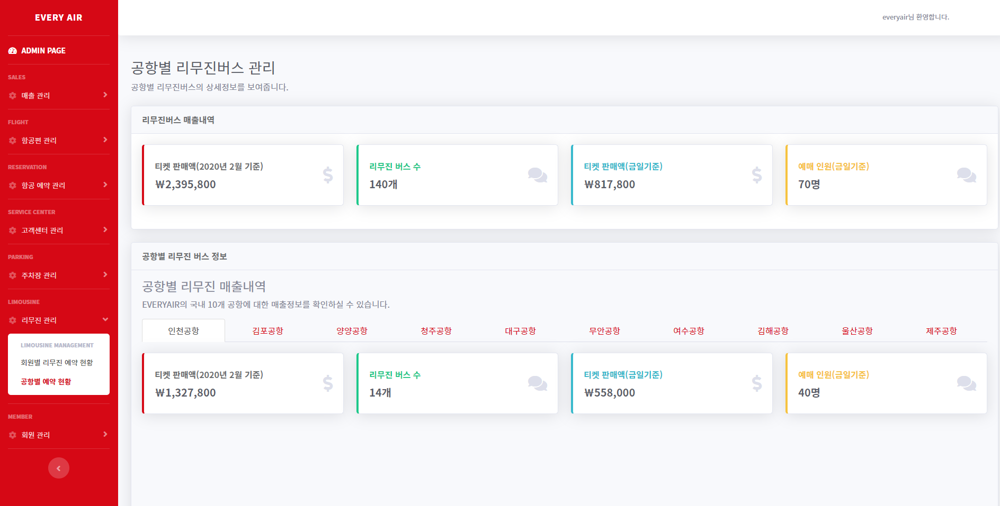 EVERY AIR
everyair님 환영합니다.
ADMIN PAGE
SALES
매출 관리
FLIGHT
항공편 관리
RESERVATION
항공 예약 관리
SERVICE CENTER
고객센터 관리
PARKING
주차장 관리
LIMOUSINE
리무진 관리
LIMOUSINE MANAGEMENT
회원별 리무진 예약 현황
공항별 예약 현황
MEMBER
회원 관리
공항별 리무진버스 관리
공항별 리무진버스의 상세정보를 보여줍니다.
리무진버스 매출내역
티켓 판매액(2020년 2월 기준)
₩2,395,800
리무진 버스 수
140개
티켓 판매액(금일기준)
₩817,800
예매 인원(금일기준)
70명
공항별 리무진 버스 정보
공항별 리무진 매출내역
EVERYAIR의 국내 10개 공항에 대한 매출정보를 확인하실 수 있습니다.
인천공항 김포공항 양양공항 청주공항 대구공항 무안공항 여수공항 김해공항 울산공항 제주공항
티켓 판매액(2020년 2월 기준)
₩1,327,800
리무진 버스 수
14개
티켓 판매액(금일기준)
₩558,000
예매 인원(금일기준)
40명